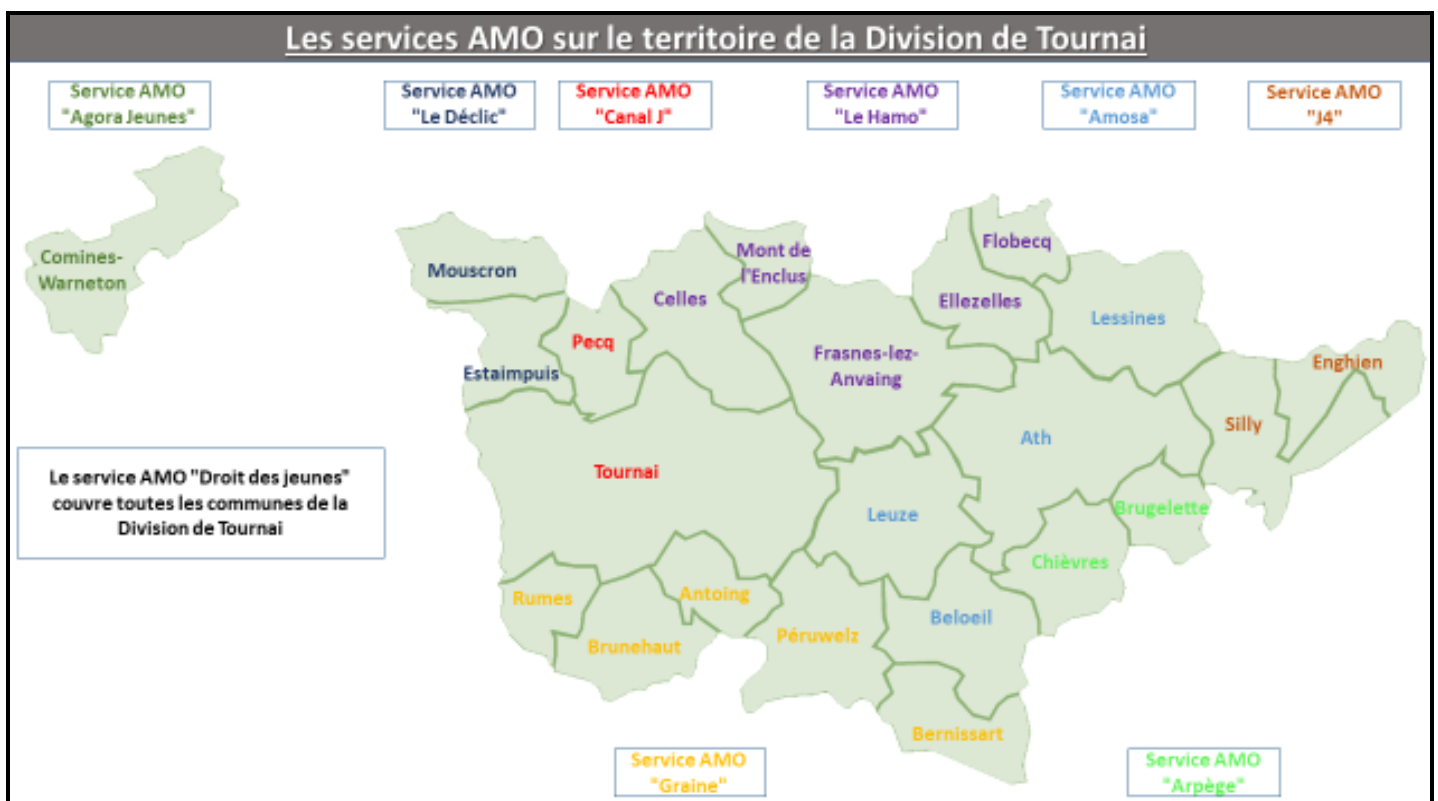 Les services AMO sur le territoire de la Division de Tournai
Service AMO
"Agora Jeunes"
Service AMO
"Le Déclic"
Service AMO
"Canal J"
Service AMO
"Le Hamo"
Service AMO
"Amosa"
Service AMO
"J4"
Comines-
Warneton
Mouscron
Estaimpuis
Pecq
Celles
Mont de
l'Enclus
Frasnes-lez-
Anvaing
Flobecq
Ellezelles
Lessines
Enghien
Silly
Ath
Tournai
Leuze
Brugelette
Chièvres
Le service AMO "Droit des jeunes"
couvre toutes les communes de la
Division de Tournai
Rumes
Antoing
Brunehaut
Péruwelz
Beloeil
Bernissart
Service AMO
"Graine"
Service AMO
"Arpège"